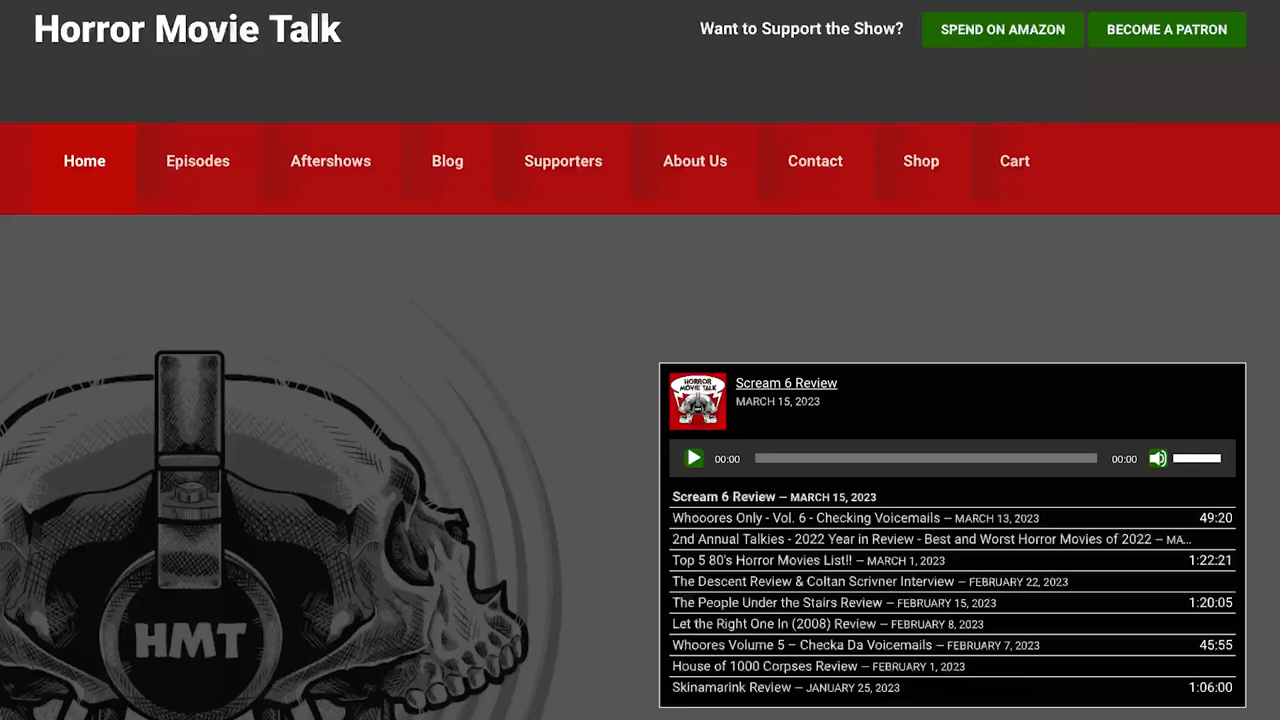 Horror Movie Talk
Want to Support the Show?
SPEND ON AMAZON
BECOME A PATRON
Home
Episodes
Aftershows
Blog
Supporters
About Us
Contact
Shop
Cart
HMT
HORROR
MOVIE TALK
HMT
Scream 6 Review
MARCH 15, 2023
00:00
00:00
Scream 6 Review — MARCH 15, 2023
Whooores Only - Vol. 6 - Checking Voicemails — MARCH 13, 2023 49:20
2nd Annual Talkies - 2022 Year in Review - Best and Worst Horror Movies of 2022 — MA...
Top 5 80's Horror Movies List!! — MARCH 1, 2023 1:22:21
The Descent Review & Coltan Scrivner Interview — FEBRUARY 22, 2023
The People Under the Stairs Review — FEBRUARY 15, 2023 1:20:05
Let the Right One In (2008) Review — FEBRUARY 8, 2023
Whoores Volume 5 – Checka Da Voicemails — FEBRUARY 7, 2023 45:55
House of 1000 Corpses Review — FEBRUARY 1, 2023
Skinamarink Review — JANUARY 25, 2023 1:06:00